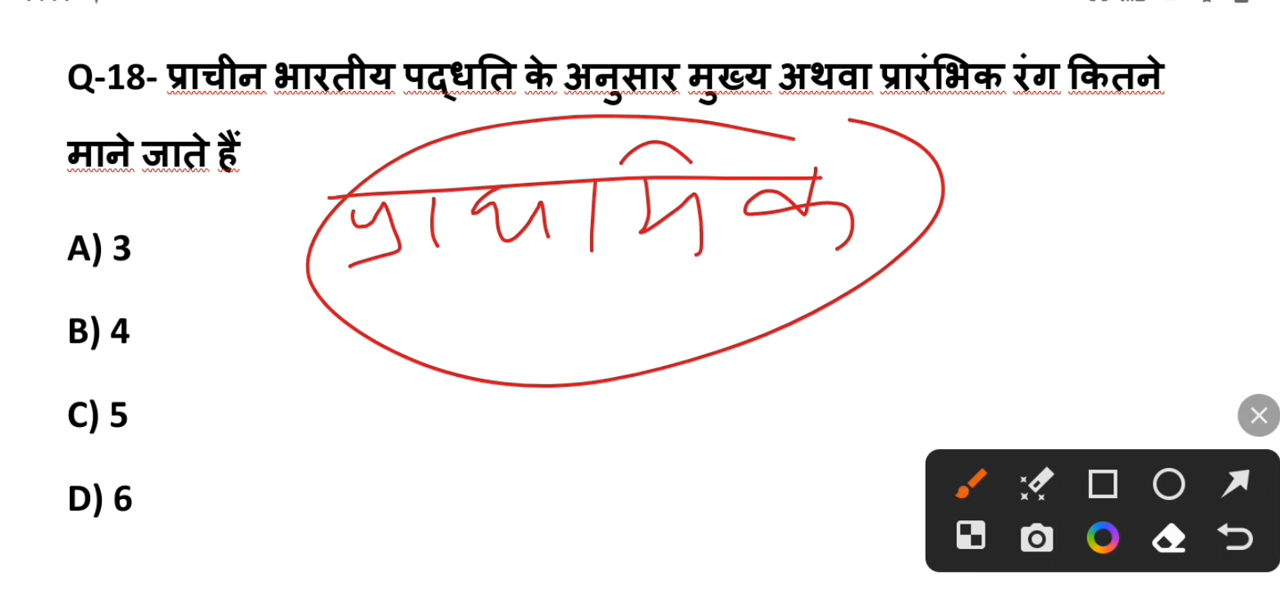 Q-18- प्राचीन भारतीय पद्धति के अनुसार मुख्य अथवा प्रारंभिक रंग कितने
माने जाते हैं
प्राथमिक
A) 3
B) 4
C) 5
D) 6